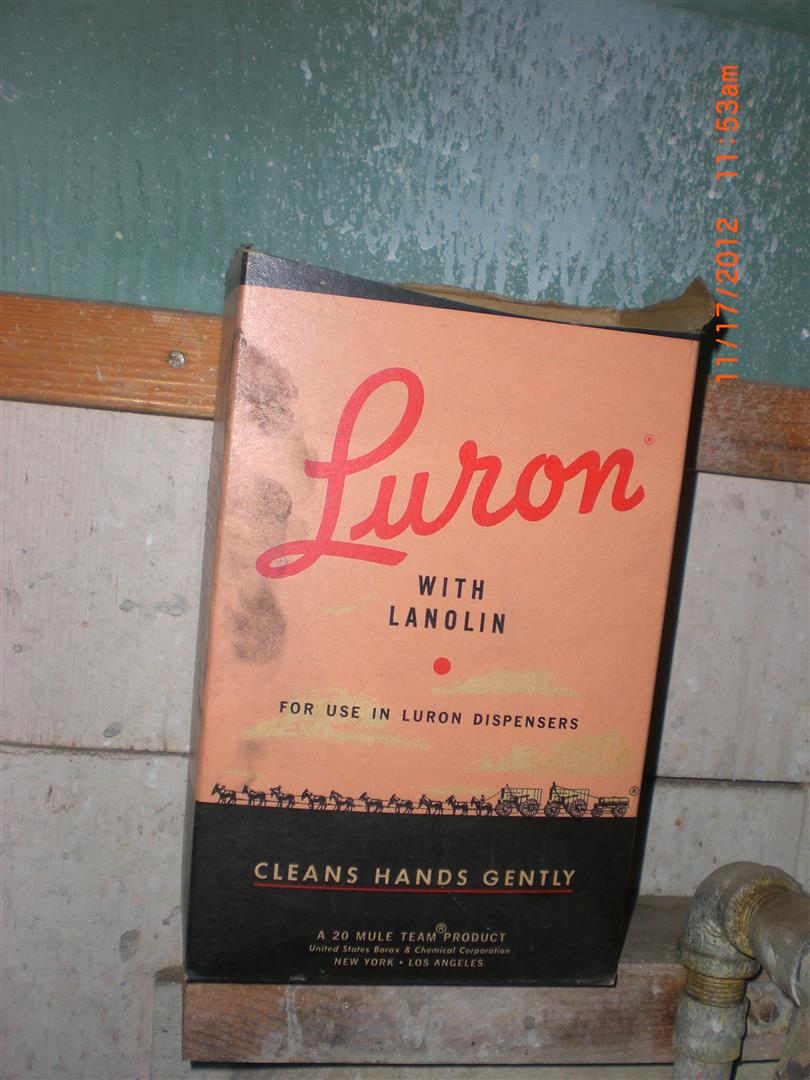 Luron®
WITH
LANOLIN
FOR USE IN LURON DISPENSERS
®
CLEANS HANDS GENTLY
A 20 MULE TEAM® PRODUCT
United States Borax & Chemical Corporation
NEW YORK • LOS ANGELES
11/17/2012 11:53am